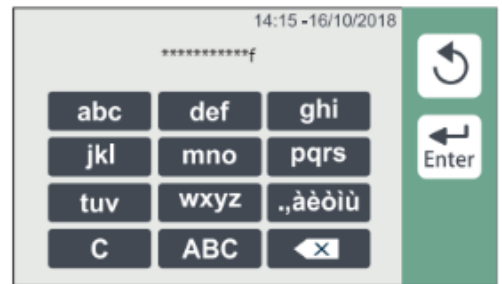 14:15 -16/10/2018
***********f
abc def ghi
jkl mno pqrs
Enter
tuv wxyz .,àèòìù
C ABC